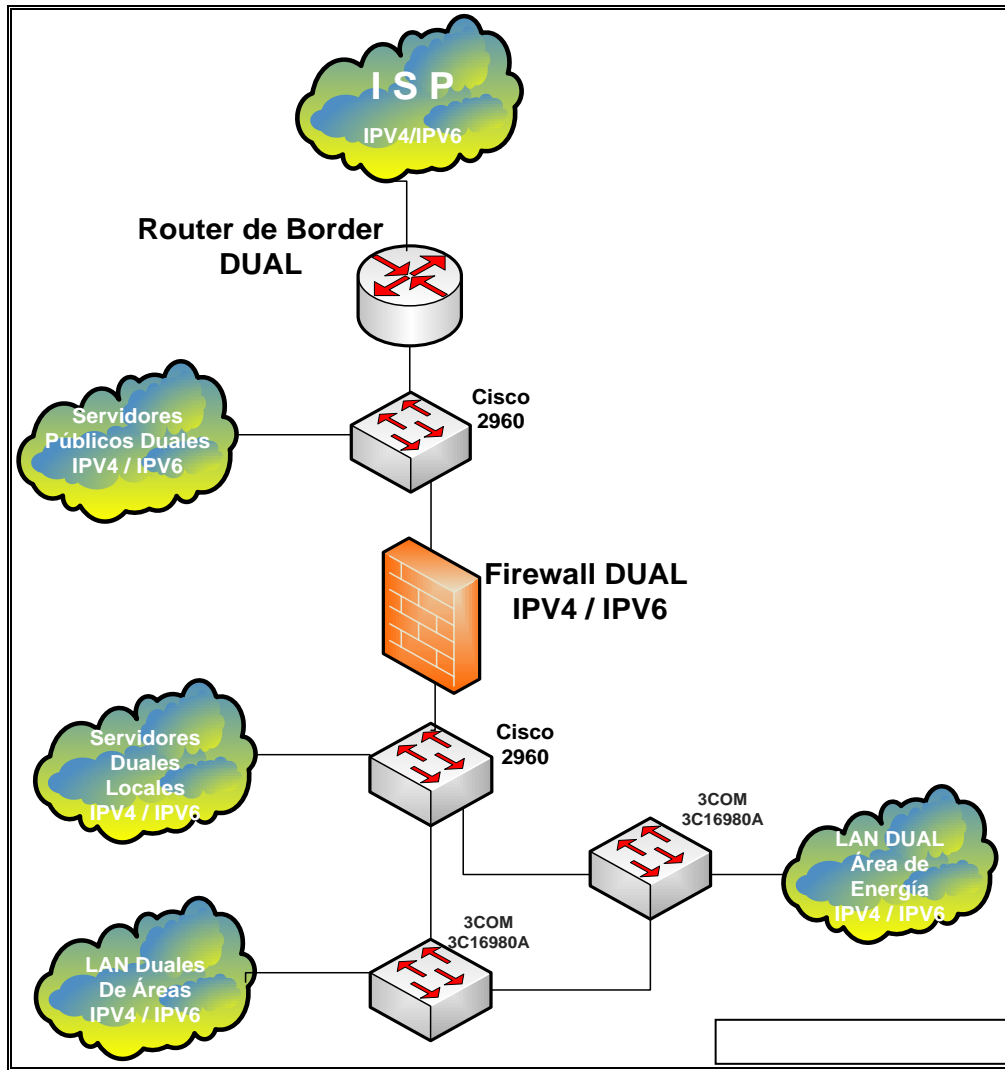 I S P
IPV4/IPV6
Router de Border
DUAL
Cisco
2960
Servidores
Públicos Duales
IPV4 / IPV6
Firewall DUAL
IPV4 / IPV6
Servidores
Duales
Locales
IPV4 / IPV6
Cisco
2960
3COM
3C16980A
LAN DUAL
Área de
Energía
IPV4 / IPV6
3COM
3C16980A
LAN Duales
De Áreas
IPV4 / IPV6